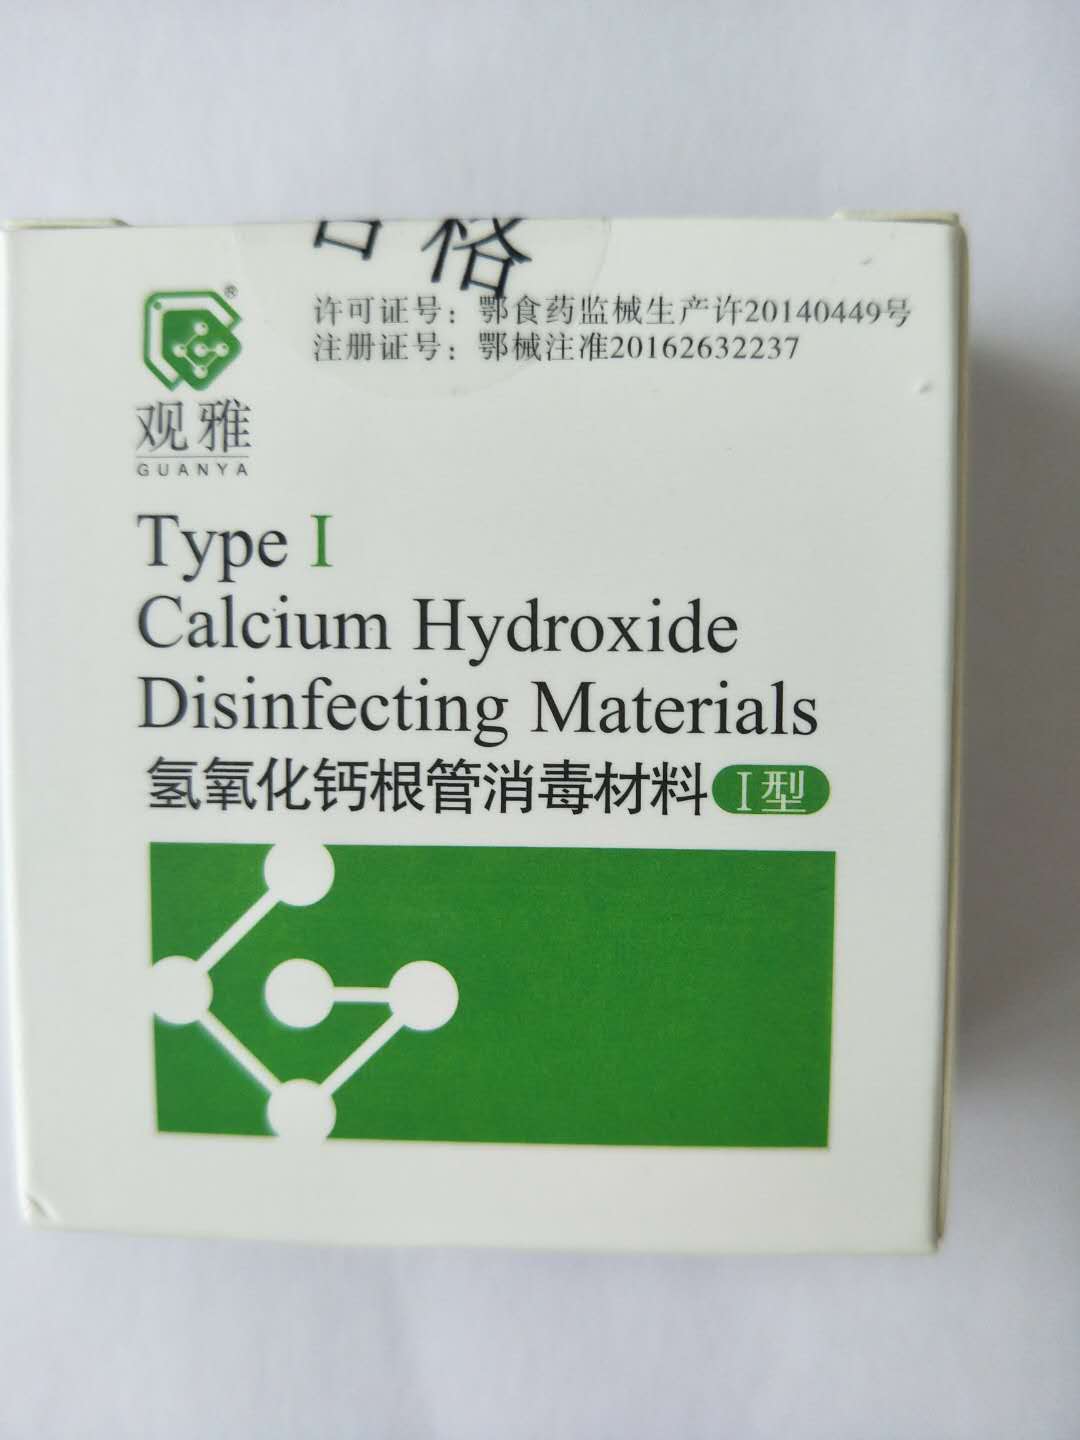 合格
许可证号：鄂食药监械生产许20140449号
注册证号：鄂械注准20162632237
®
观雅
GUANYA
Type I
Calcium Hydroxide
Disinfecting Materials
氢氧化钙根管消毒材料 I型